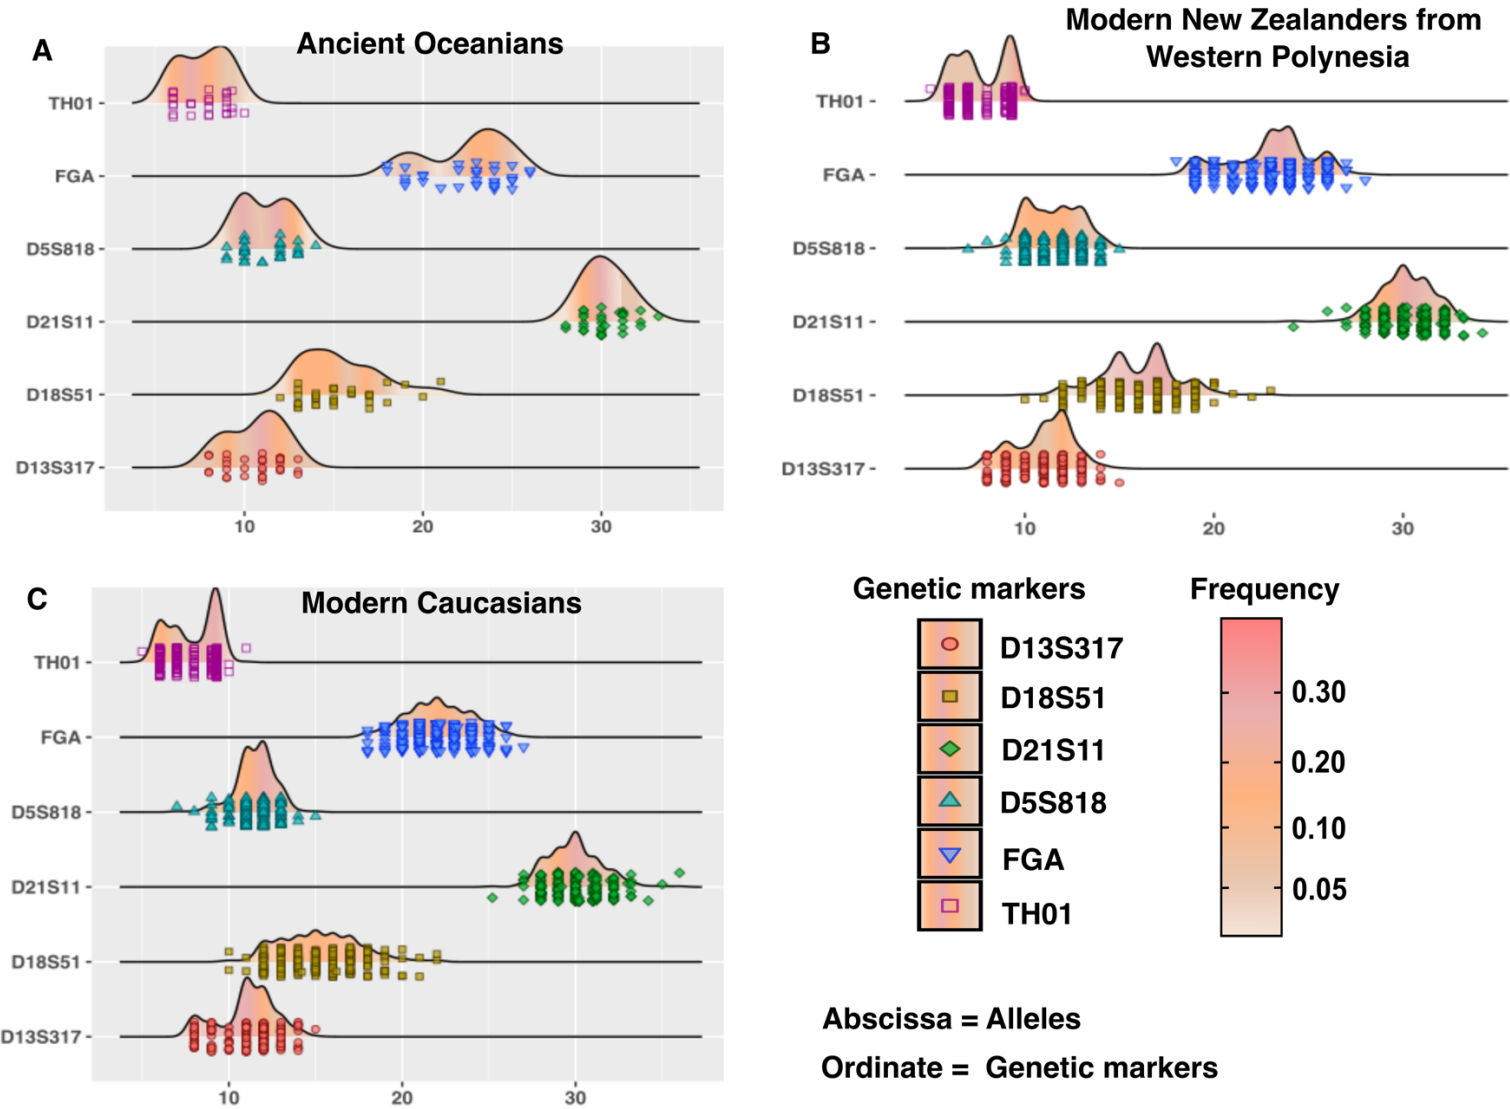 A
Ancient Oceanians
TH01
FGA
D5S818
D21S11
D18S51
D13S317
10 20 30
B
Modern New Zealanders from
Western Polynesia
TH01
FGA
D5S818
D21S11
D18S51
D13S317
10 20 30
C
Modern Caucasians
TH01
FGA
D5S818
D21S11
D18S51
D13S317
10 20 30
Genetic markers
D13S317
D18S51
D21S11
D5S818
FGA
TH01
Frequency
0.30
0.20
0.10
0.05
Abscissa = Alleles
Ordinate = Genetic markers